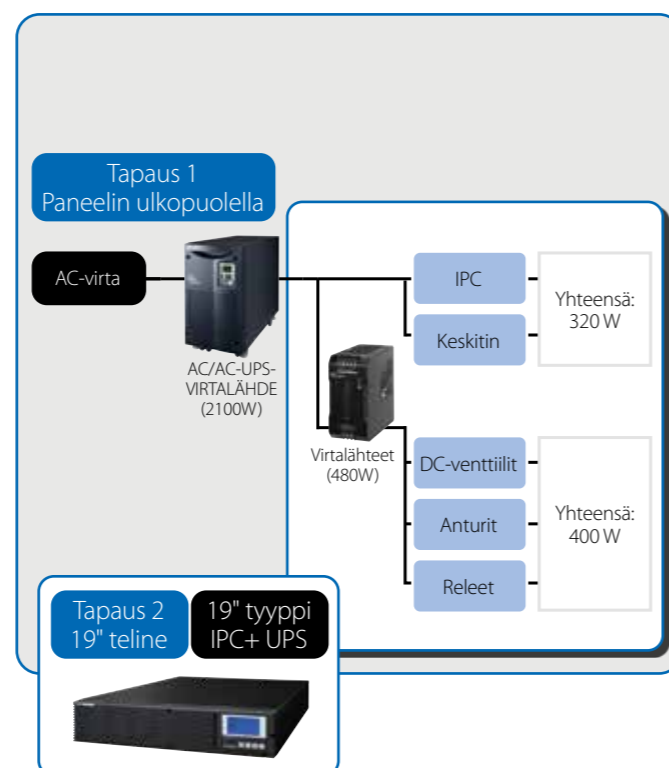 Tapaus 1
Paneelin ulkopuolella
AC-virta
AC/AC-UPS-
VIRTALÄHDE
(2100W)
IPC
Keskitin
Yhteensä:
320 W
Virtalähteet
(480W)
DC-venttiilit
Anturit
Releet
Yhteensä:
400 W
Tapaus 2
19" teline
19" tyyppi
IPC+ UPS